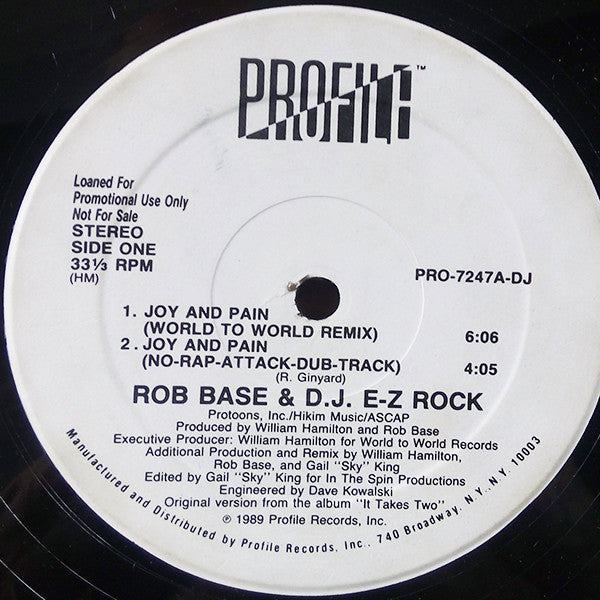 PROFILE™
Loaned For
Promotional Use Only
Not For Sale
STEREO
SIDE ONE
33⅓ RPM
(HM)
PRO-7247A-DJ
1. JOY AND PAIN
(WORLD TO WORLD REMIX) 6:06
2. JOY AND PAIN
(NO-RAP-ATTACK-DUB-TRACK) 4:05
(R. Ginyard)
ROB BASE & D.J. E-Z ROCK
Protoons, Inc./Hikim Music/ASCAP
Produced by William Hamilton and Rob Base
Executive Producer: William Hamilton for World to World Records
Additional Production and Remix by William Hamilton,
Rob Base, and Gail "Sky" King
Edited by Gail "Sky" King for In The Spin Productions
Engineered by Dave Kowalski
Original version from the album "It Takes Two"
℗ 1989 Profile Records, Inc.
Manufactured and Distributed by Profile Records, Inc., 740 Broadway, N.Y., N.Y. 10003